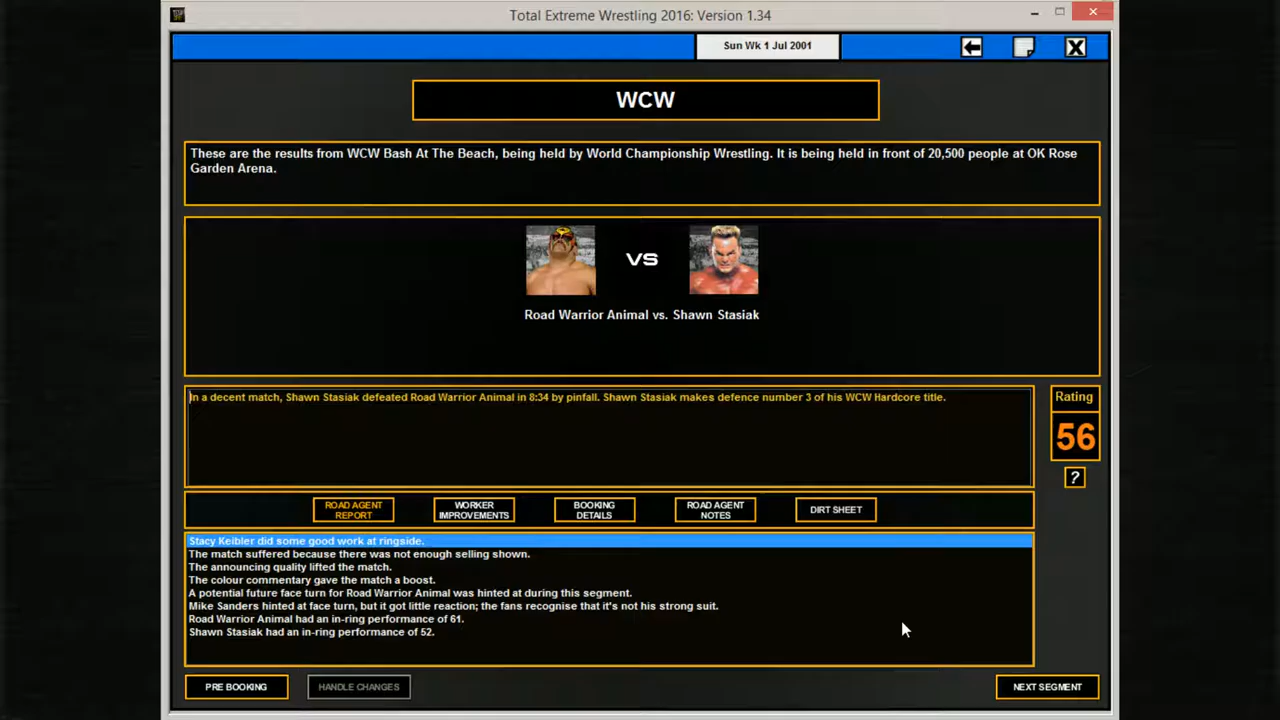 Total Extreme Wrestling 2016: Version 1.34
Sun Wk 1 Jul 2001
WCW
These are the results from WCW Bash At The Beach, being held by World Championship Wrestling. It is being held in front of 20,500 people at OK Rose
Garden Arena.
VS
Road Warrior Animal vs. Shawn Stasiak
In a decent match, Shawn Stasiak defeated Road Warrior Animal in 8:34 by pinfall. Shawn Stasiak makes defence number 3 of his WCW Hardcore title.
Rating
56
?
ROAD AGENT
REPORT
WORKER
IMPROVEMENTS
BOOKING
DETAILS
ROAD AGENT
NOTES
DIRT SHEET
Stacy Keibler did some good work at ringside.
The match suffered because there was not enough selling shown.
The announcing quality lifted the match.
The colour commentary gave the match a boost.
A potential future face turn for Road Warrior Animal was hinted at during this segment.
Mike Sanders hinted at face turn, but it got little reaction; the fans recognise that it's not his strong suit.
Road Warrior Animal had an in-ring performance of 61.
Shawn Stasiak had an in-ring performance of 52.
PRE BOOKING
HANDLE CHANGES
NEXT SEGMENT